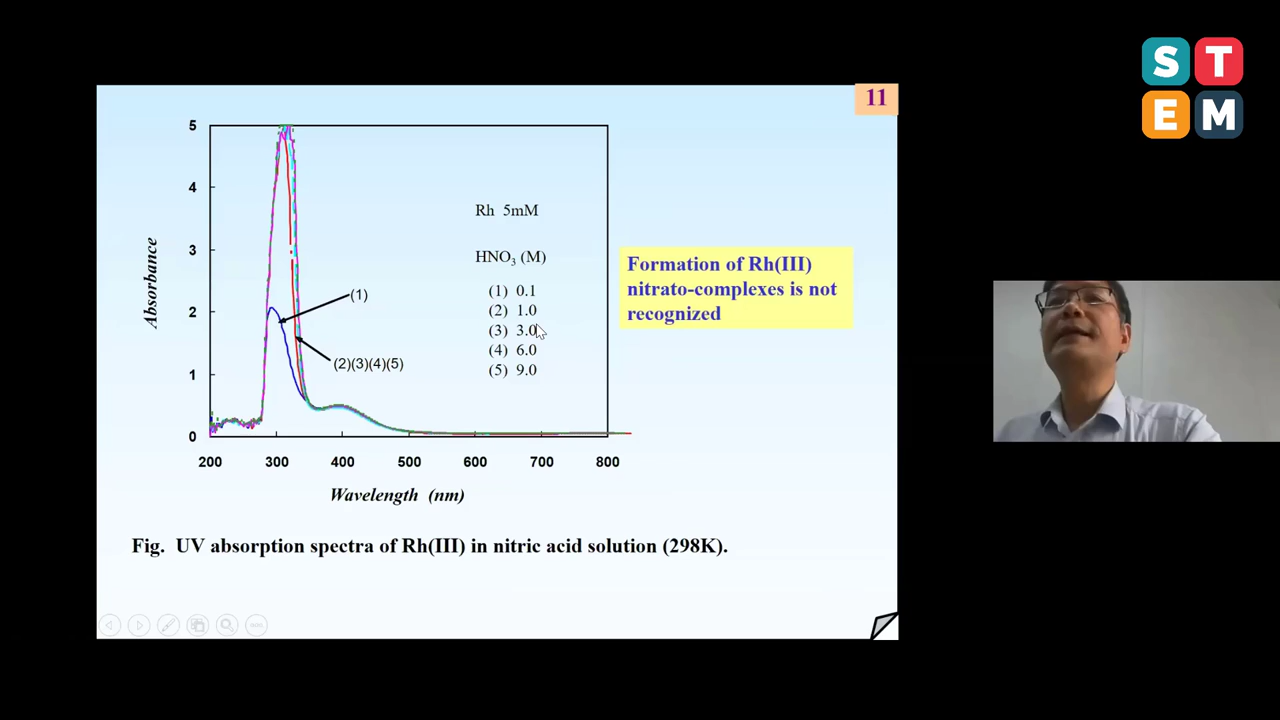 S T
E M
11
5
4
3
2
1
0
Absorbance
Rh 5mM
HNO3 (M)
(1) 0.1
(2) 1.0
(3) 3.0
(4) 6.0
(5) 9.0
(1)
(2)(3)(4)(5)
200 300 400 500 600 700 800
Wavelength (nm)
Formation of Rh(III)
nitrato-complexes is not
recognized
Fig. UV absorption spectra of Rh(III) in nitric acid solution (298K).